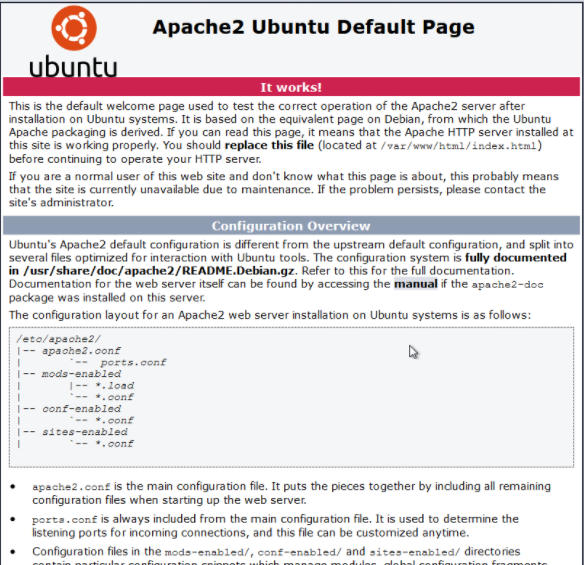 Apache2 Ubuntu Default Page
ubuntu
It works!
This is the default welcome page used to test the correct operation of the Apache2 server after
installation on Ubuntu systems. It is based on the equivalent page on Debian, from which the Ubuntu
Apache packaging is derived. If you can read this page, it means that the Apache HTTP server installed at
this site is working properly. You should replace this file (located at /var/www/html/index.html)
before continuing to operate your HTTP server.
If you are a normal user of this web site and don't know what this page is about, this probably means
that the site is currently unavailable due to maintenance. If the problem persists, please contact the
site's administrator.
Configuration Overview
Ubuntu's Apache2 default configuration is different from the upstream default configuration, and split into
several files optimized for interaction with Ubuntu tools. The configuration system is fully documented
in /usr/share/doc/apache2/README.Debian.gz. Refer to this for the full documentation.
Documentation for the web server itself can be found by accessing the manual if the apache2-doc
package was installed on this server.
The configuration layout for an Apache2 web server installation on Ubuntu systems is as follows:
/etc/apache2/
|-- apache2.conf
|       `--  ports.conf
|-- mods-enabled
|       |-- *.load
|       `-- *.conf
|-- conf-enabled
|       `-- *.conf
|-- sites-enabled
|       `-- *.conf
• apache2.conf is the main configuration file. It puts the pieces together by including all remaining
configuration files when starting up the web server.
• ports.conf is always included from the main configuration file. It is used to determine the
listening ports for incoming connections, and this file can be customized anytime.
• Configuration files in the mods-enabled/, conf-enabled/ and sites-enabled/ directories
contain particular configuration snippets which manage modules, global configuration fragments,